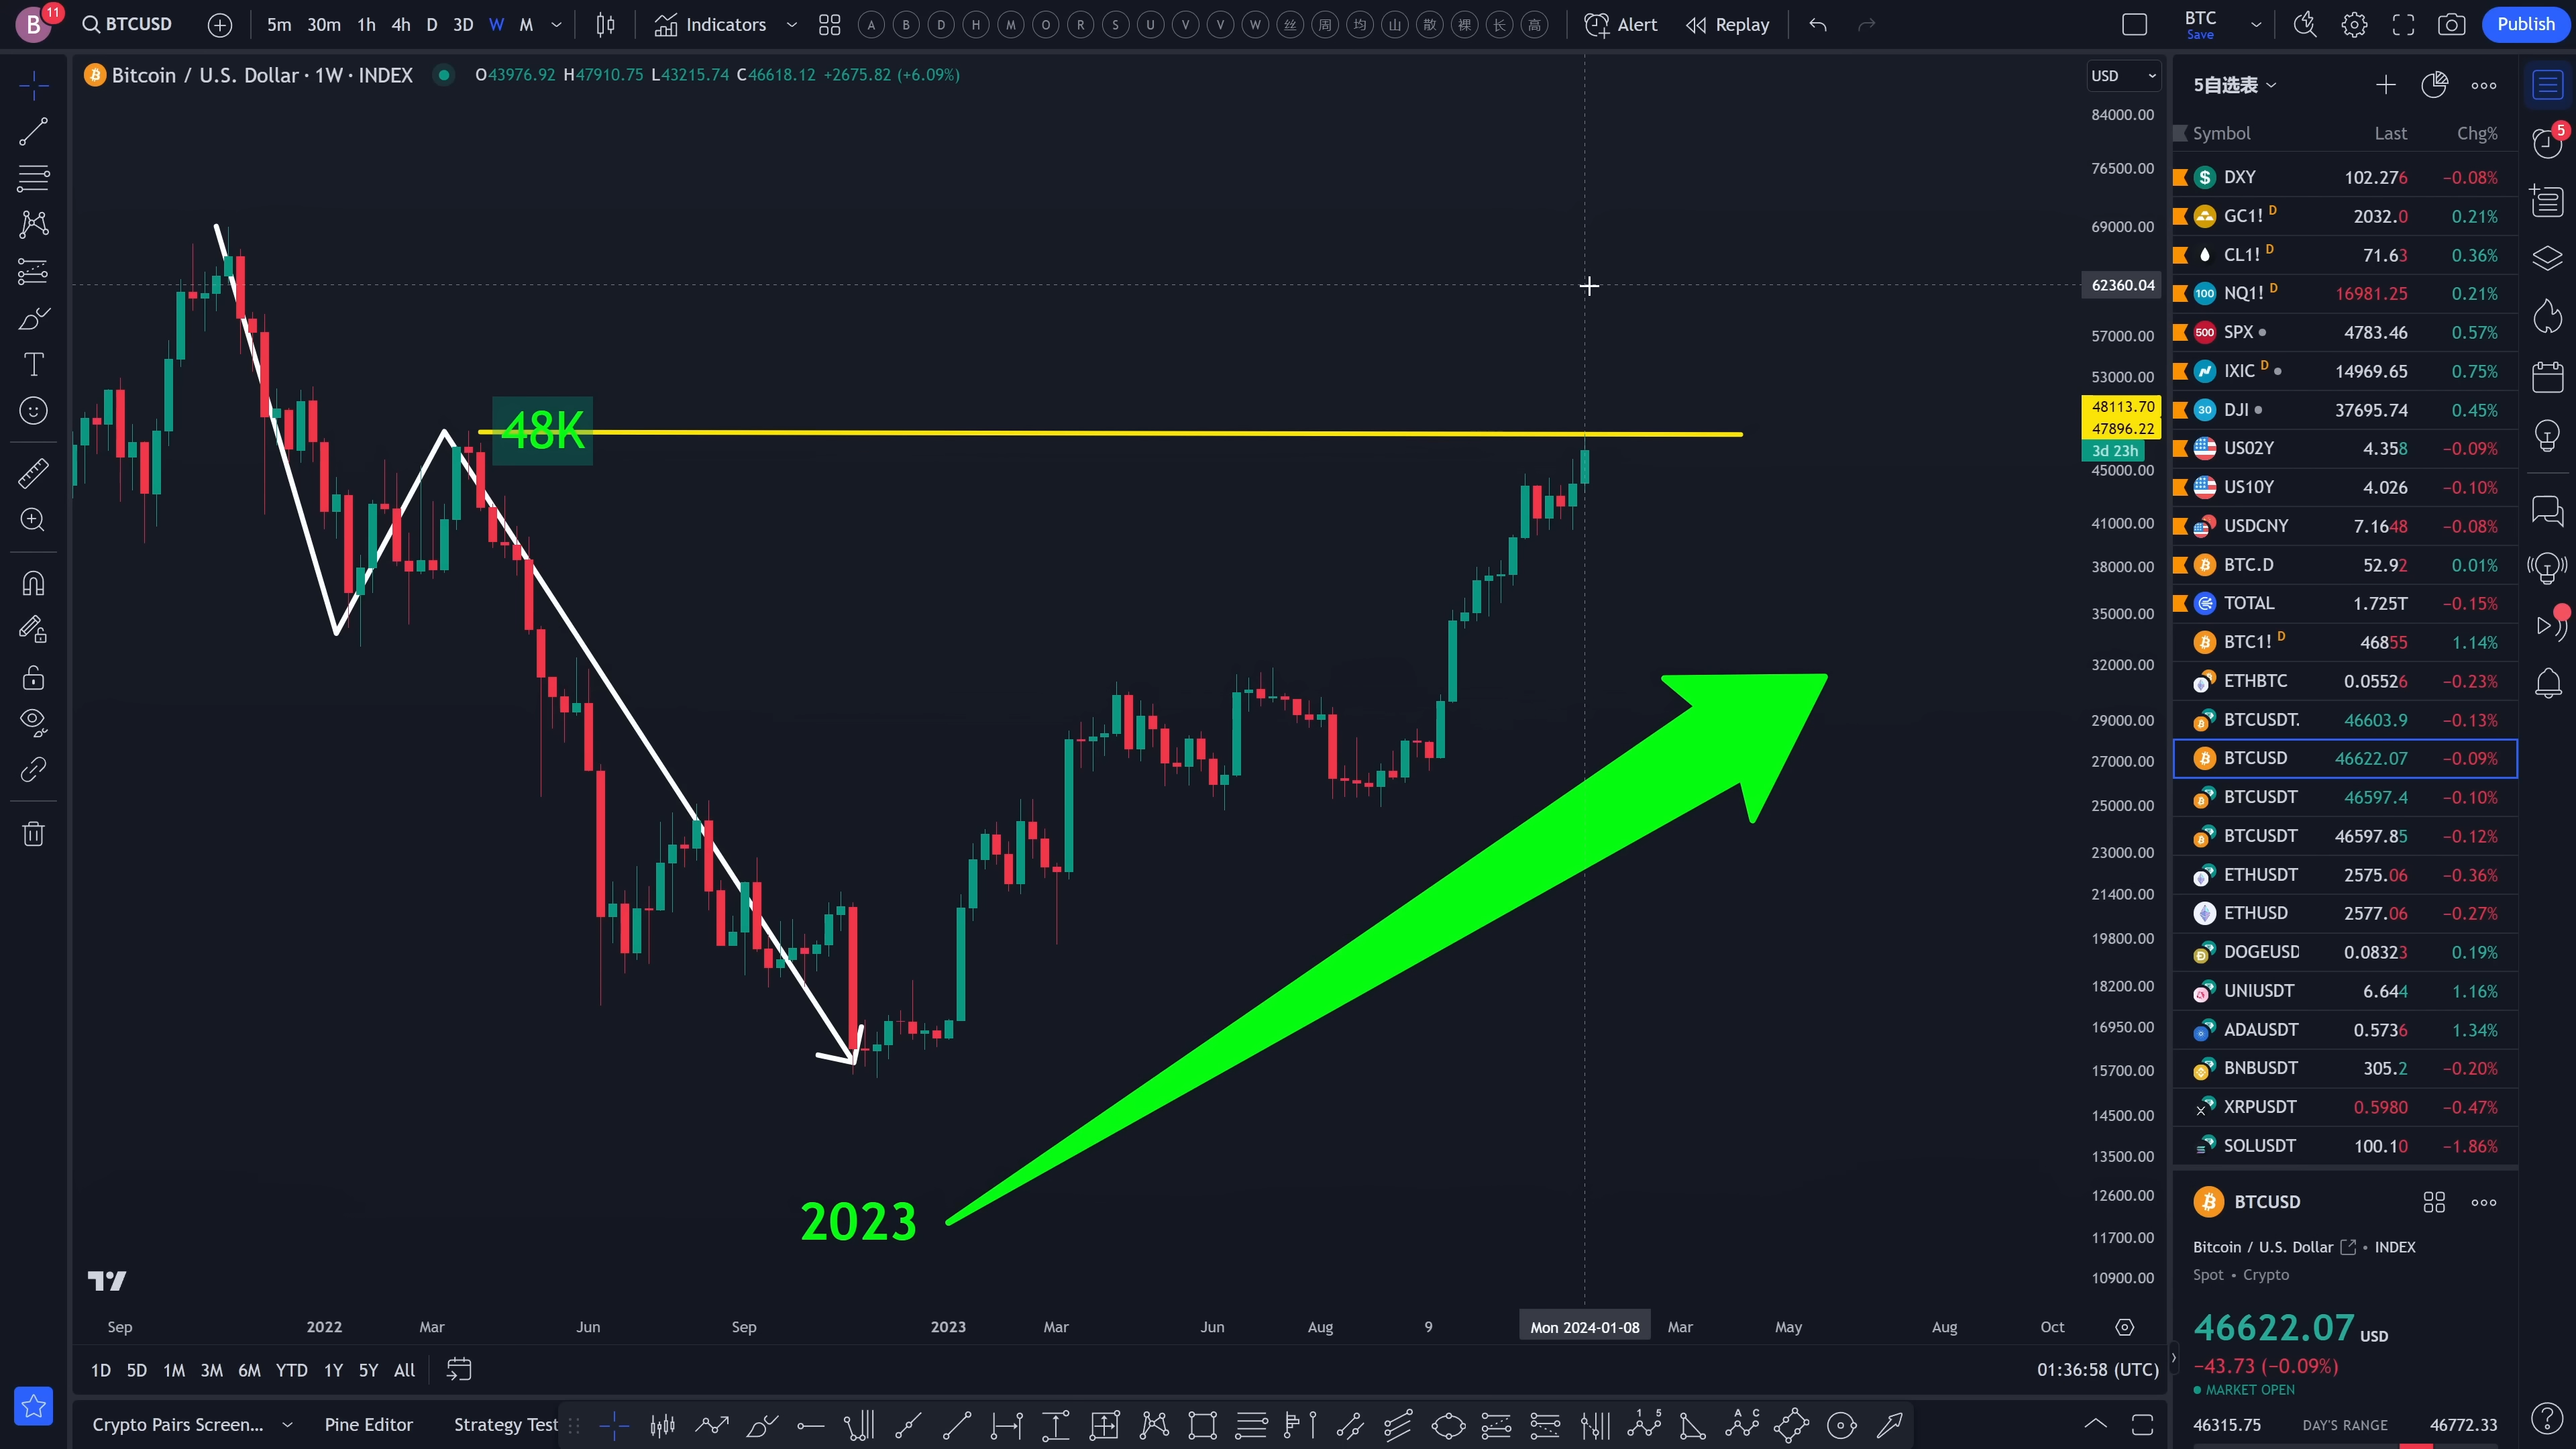 B 11 BTCUSD 5m 30m 1h 4h D 3D W M Indicators A B D H M O R S U V V W 丝 周 均 山 散 裸 长 高 Alert Replay BTC Save Publish
Bitcoin / U.S. Dollar · 1W · INDEX O43976.92 H47910.75 L43215.74 C46618.12 +2675.82 (+6.09%)
USD
84000.00
76500.00
69000.00
62360.04
57000.00
53000.00
48113.70
47896.22
3d 23h
45000.00
41000.00
38000.00
35000.00
32000.00
29000.00
27000.00
25000.00
23000.00
21400.00
19800.00
18200.00
16950.00
15700.00
14500.00
13500.00
12600.00
11700.00
10900.00
48K
2023
Sep 2022 Mar Jun Sep 2023 Mar Jun Aug 9 Mon 2024-01-08 Mar May Aug Oct
1D 5D 1M 3M 6M YTD 1Y 5Y All 01:36:58 (UTC)
Crypto Pairs Screen... Pine Editor Strategy Test
5自选表
Symbol Last Chg%
DXY 102.276 −0.08%
GC1! D 2032.0 0.21%
CL1! D 71.63 0.36%
100 NQ1! D 16981.25 0.21%
500 SPX 4783.46 0.57%
IXIC D 14969.65 0.75%
30 DJI 37695.74 0.45%
US02Y 4.358 −0.09%
US10Y 4.026 −0.10%
USDCNY 7.1648 −0.08%
BTC.D 52.92 0.01%
TOTAL 1.725T −0.15%
BTC1! D 46855 1.14%
ETHBTC 0.05526 −0.23%
BTCUSDT. 46603.9 −0.13%
BTCUSD 46622.07 −0.09%
BTCUSDT 46597.4 −0.10%
BTCUSDT 46597.85 −0.12%
ETHUSDT 2575.06 −0.36%
ETHUSD 2577.06 −0.27%
DOGEUSD 0.08323 0.19%
UNIUSDT 6.644 1.16%
ADAUSDT 0.5736 1.34%
BNBUSDT 305.2 −0.20%
XRPUSDT 0.5980 −0.47%
SOLUSDT 100.10 −1.86%
BTCUSD
Bitcoin / U.S. Dollar • INDEX
Spot • Crypto
46622.07 USD
−43.73 (−0.09%)
MARKET OPEN
46315.75 DAY'S RANGE 46772.33
5